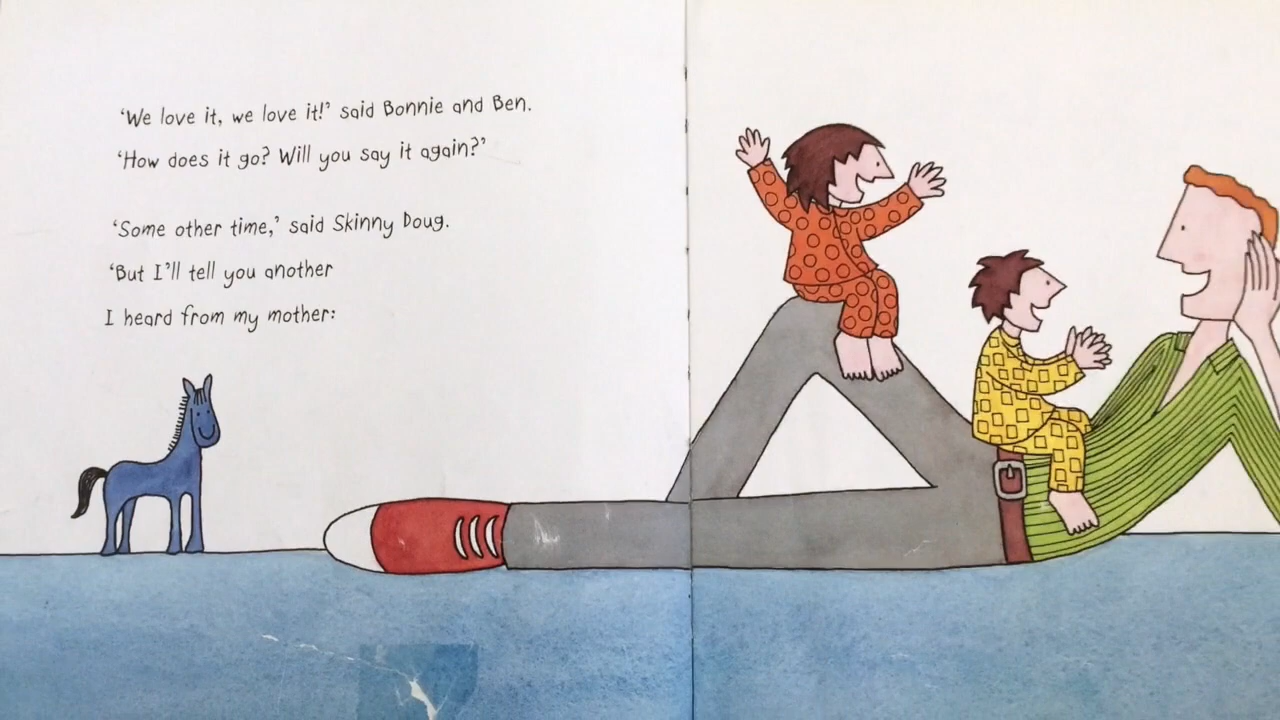 ‘We love it, we love it!’ said Bonnie and Ben.
‘How does it go? Will you say it again?’
‘Some other time,’ said Skinny Doug.
‘But I’ll tell you another
I heard from my mother: